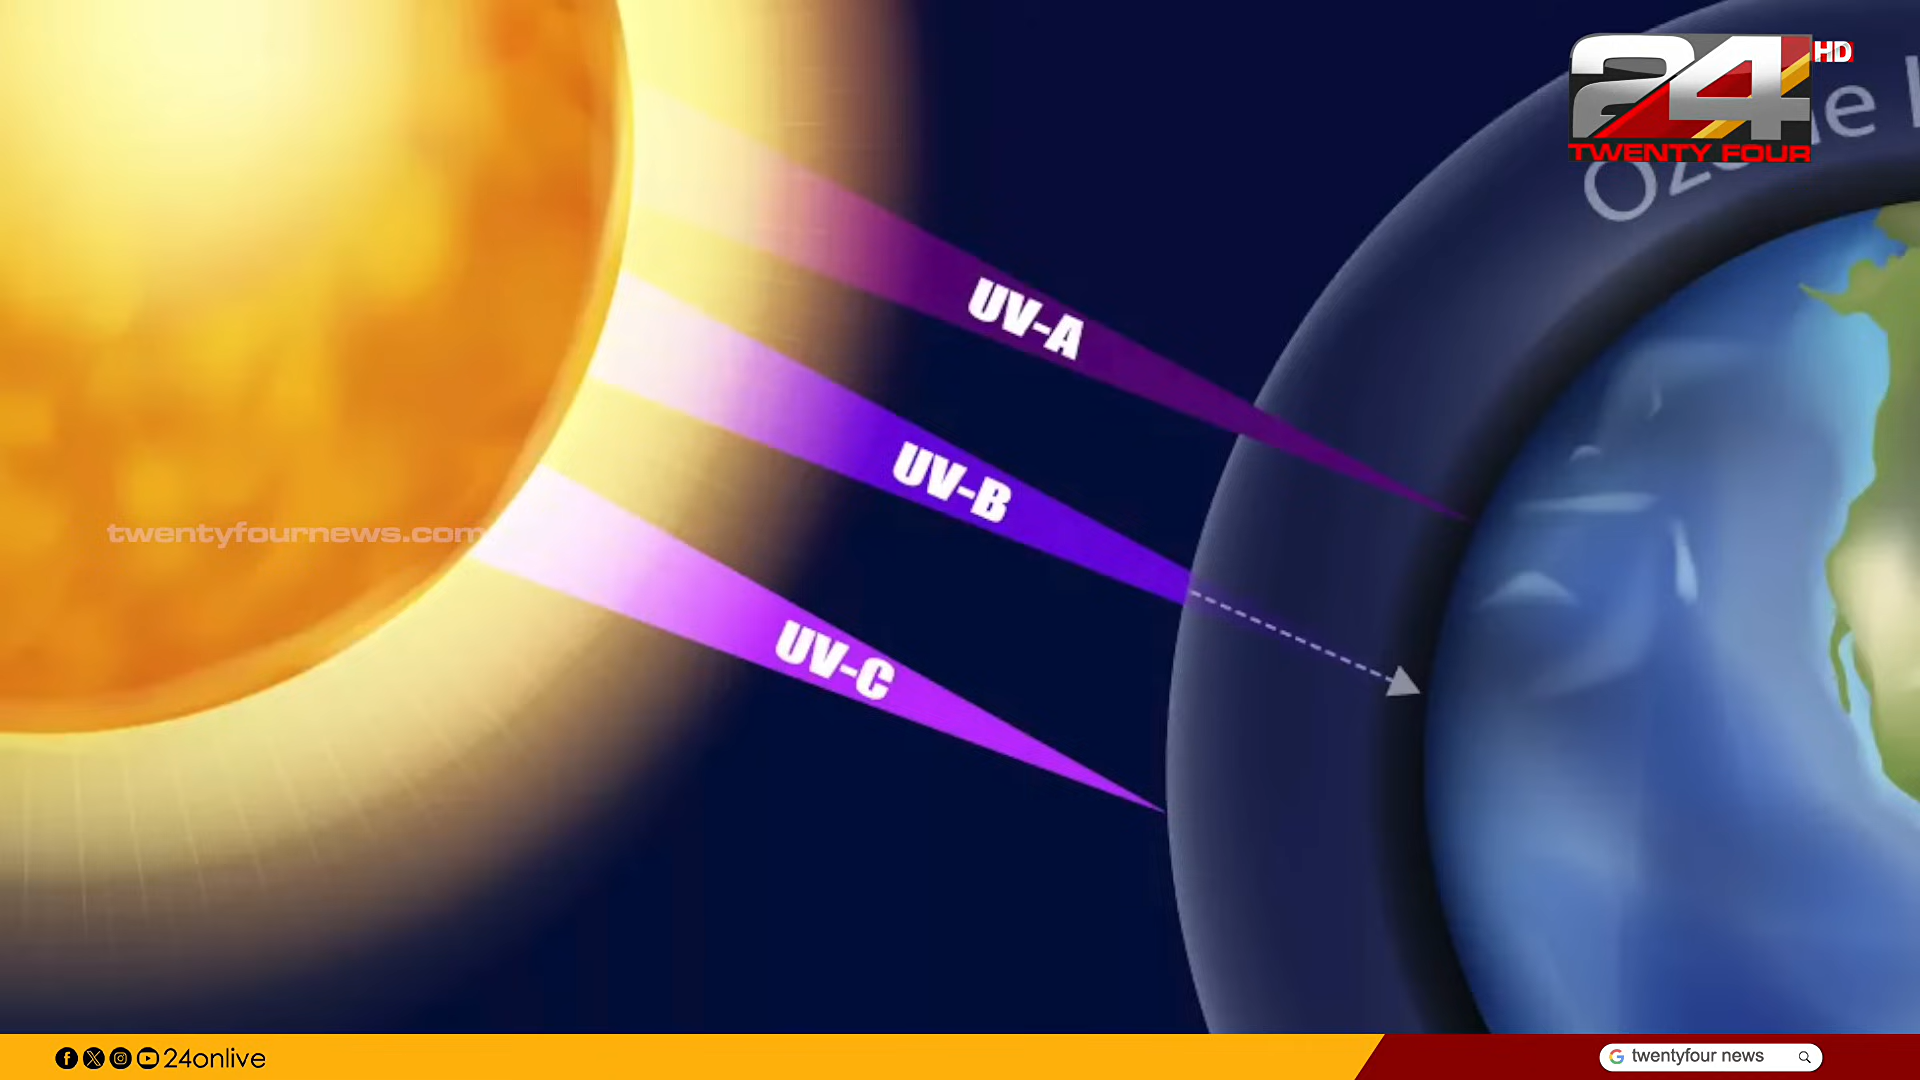 24 HD
TWENTY FOUR
UV-A
UV-B
UV-C
twentyfournews.com
24onlive
twentyfour news